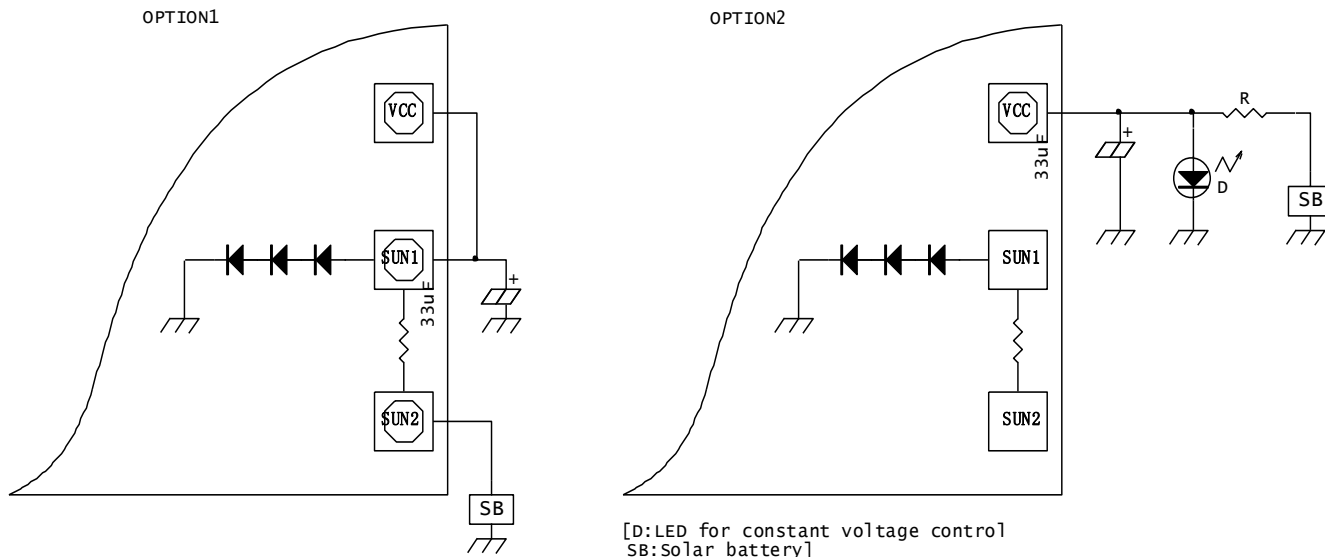 OPTION1
VCC
SUN1
33uF
SUN2
SB
OPTION2
VCC
33uF
+
R
D
SB
SUN1
SUN2
+
[D:LED for constant voltage control
SB:Solar battery]